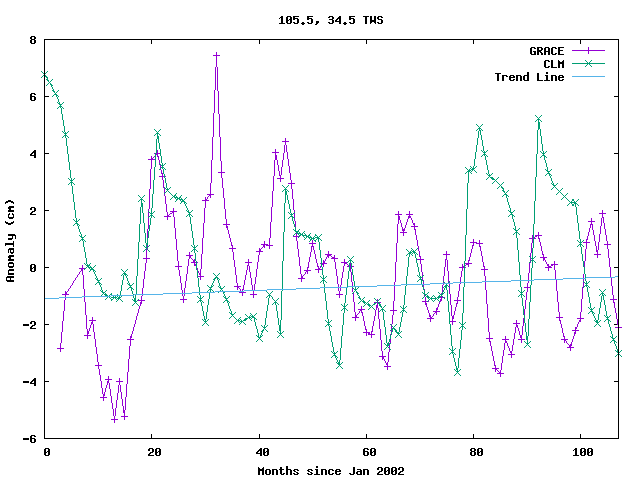 105.5, 34.5 TWS
GRACE
CLM
Trend Line
8
6
4
2
0
-2
-4
-6
Anomaly (cm)
0 20 40 60 80 100
Months since Jan 2002